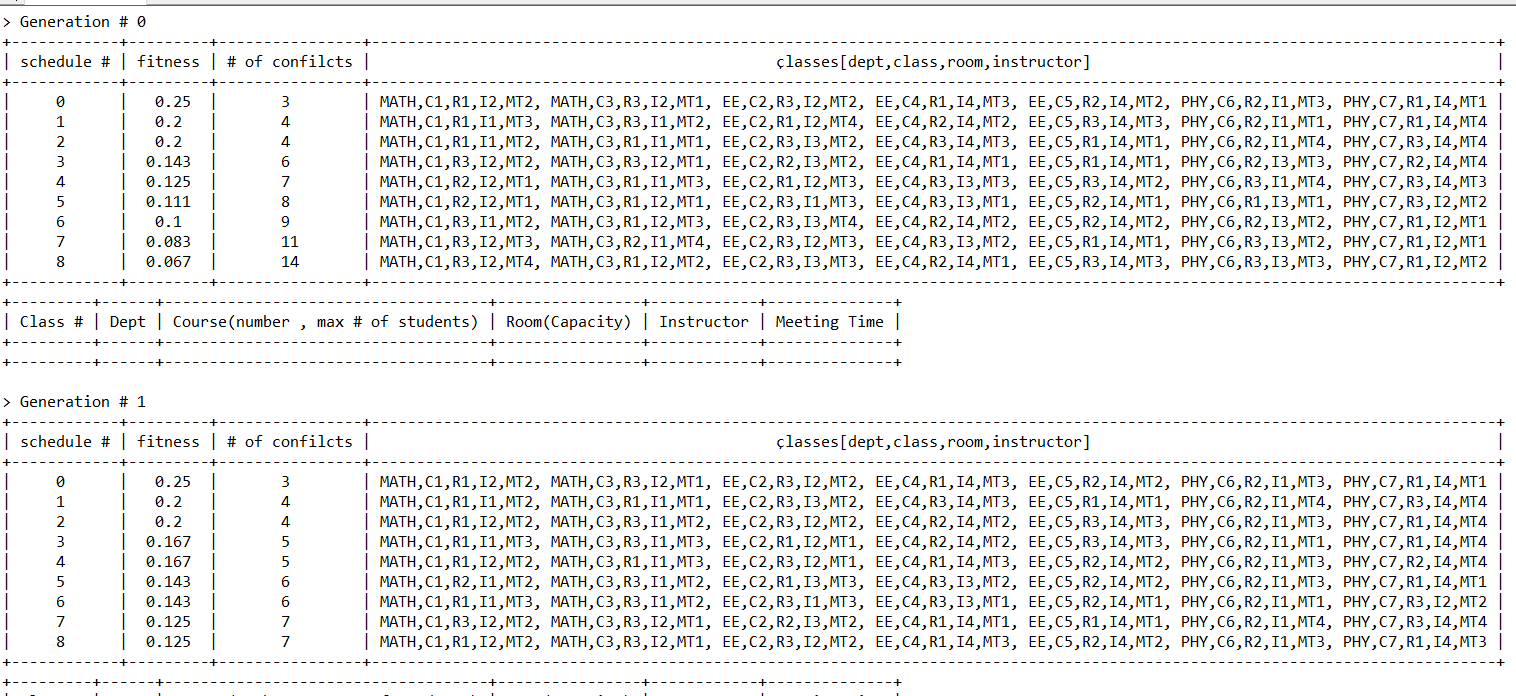 > Generation # 0
| schedule # | fitness | # of confilcts | çlasses[dept,class,room,instructor] |
| 0 | 0.25 | 3 | MATH,C1,R1,I2,MT2, MATH,C3,R3,I2,MT1, EE,C2,R3,I2,MT2, EE,C4,R1,I4,MT3, EE,C5,R2,I4,MT2, PHY,C6,R2,I1,MT3, PHY,C7,R1,I4,MT1 |
| 1 | 0.2 | 4 | MATH,C1,R1,I1,MT3, MATH,C3,R3,I1,MT2, EE,C2,R1,I2,MT4, EE,C4,R2,I4,MT2, EE,C5,R3,I4,MT3, PHY,C6,R2,I1,MT1, PHY,C7,R1,I4,MT4 |
| 2 | 0.2 | 4 | MATH,C1,R1,I1,MT2, MATH,C3,R1,I1,MT1, EE,C2,R3,I3,MT2, EE,C4,R3,I4,MT3, EE,C5,R1,I4,MT1, PHY,C6,R2,I1,MT4, PHY,C7,R3,I4,MT4 |
| 3 | 0.143 | 6 | MATH,C1,R3,I2,MT2, MATH,C3,R3,I2,MT1, EE,C2,R2,I3,MT2, EE,C4,R1,I4,MT1, EE,C5,R1,I4,MT1, PHY,C6,R2,I3,MT3, PHY,C7,R2,I4,MT4 |
| 4 | 0.125 | 7 | MATH,C1,R2,I2,MT1, MATH,C3,R1,I1,MT3, EE,C2,R1,I2,MT3, EE,C4,R3,I3,MT3, EE,C5,R3,I4,MT2, PHY,C6,R3,I1,MT4, PHY,C7,R3,I4,MT3 |
| 5 | 0.111 | 8 | MATH,C1,R2,I2,MT1, MATH,C3,R1,I2,MT1, EE,C2,R3,I1,MT3, EE,C4,R3,I3,MT1, EE,C5,R2,I4,MT1, PHY,C6,R1,I3,MT1, PHY,C7,R3,I2,MT2 |
| 6 | 0.1 | 9 | MATH,C1,R3,I1,MT2, MATH,C3,R1,I2,MT3, EE,C2,R3,I3,MT4, EE,C4,R2,I4,MT2, EE,C5,R2,I4,MT2, PHY,C6,R2,I3,MT2, PHY,C7,R1,I2,MT1 |
| 7 | 0.083 | 11 | MATH,C1,R3,I2,MT3, MATH,C3,R2,I1,MT4, EE,C2,R3,I2,MT3, EE,C4,R3,I3,MT2, EE,C5,R1,I4,MT1, PHY,C6,R3,I3,MT2, PHY,C7,R1,I2,MT1 |
| 8 | 0.067 | 14 | MATH,C1,R3,I2,MT4, MATH,C3,R1,I2,MT2, EE,C2,R3,I3,MT3, EE,C4,R2,I4,MT1, EE,C5,R3,I4,MT3, PHY,C6,R3,I3,MT3, PHY,C7,R1,I2,MT2 |
| Class # | Dept | Course(number , max # of students) | Room(Capacity) | Instructor | Meeting Time |
> Generation # 1
| schedule # | fitness | # of confilcts | çlasses[dept,class,room,instructor] |
| 0 | 0.25 | 3 | MATH,C1,R1,I2,MT2, MATH,C3,R3,I2,MT1, EE,C2,R3,I2,MT2, EE,C4,R1,I4,MT3, EE,C5,R2,I4,MT2, PHY,C6,R2,I1,MT3, PHY,C7,R1,I4,MT1 |
| 1 | 0.2 | 4 | MATH,C1,R1,I1,MT2, MATH,C3,R1,I1,MT1, EE,C2,R3,I3,MT2, EE,C4,R3,I4,MT3, EE,C5,R1,I4,MT1, PHY,C6,R2,I1,MT4, PHY,C7,R3,I4,MT4 |
| 2 | 0.2 | 4 | MATH,C1,R1,I1,MT2, MATH,C3,R3,I1,MT2, EE,C2,R3,I2,MT2, EE,C4,R2,I4,MT2, EE,C5,R3,I4,MT3, PHY,C6,R2,I1,MT3, PHY,C7,R1,I4,MT4 |
| 3 | 0.167 | 5 | MATH,C1,R1,I1,MT3, MATH,C3,R3,I1,MT3, EE,C2,R1,I2,MT1, EE,C4,R2,I4,MT2, EE,C5,R3,I4,MT3, PHY,C6,R2,I1,MT1, PHY,C7,R1,I4,MT4 |
| 4 | 0.167 | 5 | MATH,C1,R1,I2,MT2, MATH,C3,R1,I1,MT3, EE,C2,R3,I2,MT1, EE,C4,R1,I4,MT3, EE,C5,R2,I4,MT2, PHY,C6,R2,I1,MT3, PHY,C7,R2,I4,MT4 |
| 5 | 0.143 | 6 | MATH,C1,R2,I1,MT2, MATH,C3,R3,I1,MT2, EE,C2,R1,I3,MT3, EE,C4,R3,I3,MT2, EE,C5,R2,I4,MT2, PHY,C6,R2,I1,MT3, PHY,C7,R1,I4,MT1 |
| 6 | 0.143 | 6 | MATH,C1,R1,I1,MT3, MATH,C3,R3,I1,MT2, EE,C2,R3,I1,MT3, EE,C4,R3,I3,MT1, EE,C5,R2,I4,MT1, PHY,C6,R2,I1,MT1, PHY,C7,R3,I2,MT2 |
| 7 | 0.125 | 7 | MATH,C1,R3,I2,MT2, MATH,C3,R3,I1,MT1, EE,C2,R2,I3,MT2, EE,C4,R1,I4,MT1, EE,C5,R1,I4,MT1, PHY,C6,R2,I1,MT4, PHY,C7,R3,I4,MT4 |
| 8 | 0.125 | 7 | MATH,C1,R1,I2,MT2, MATH,C3,R3,I2,MT1, EE,C2,R3,I2,MT2, EE,C4,R1,I4,MT3, EE,C5,R2,I4,MT2, PHY,C6,R2,I1,MT3, PHY,C7,R1,I4,MT3 |